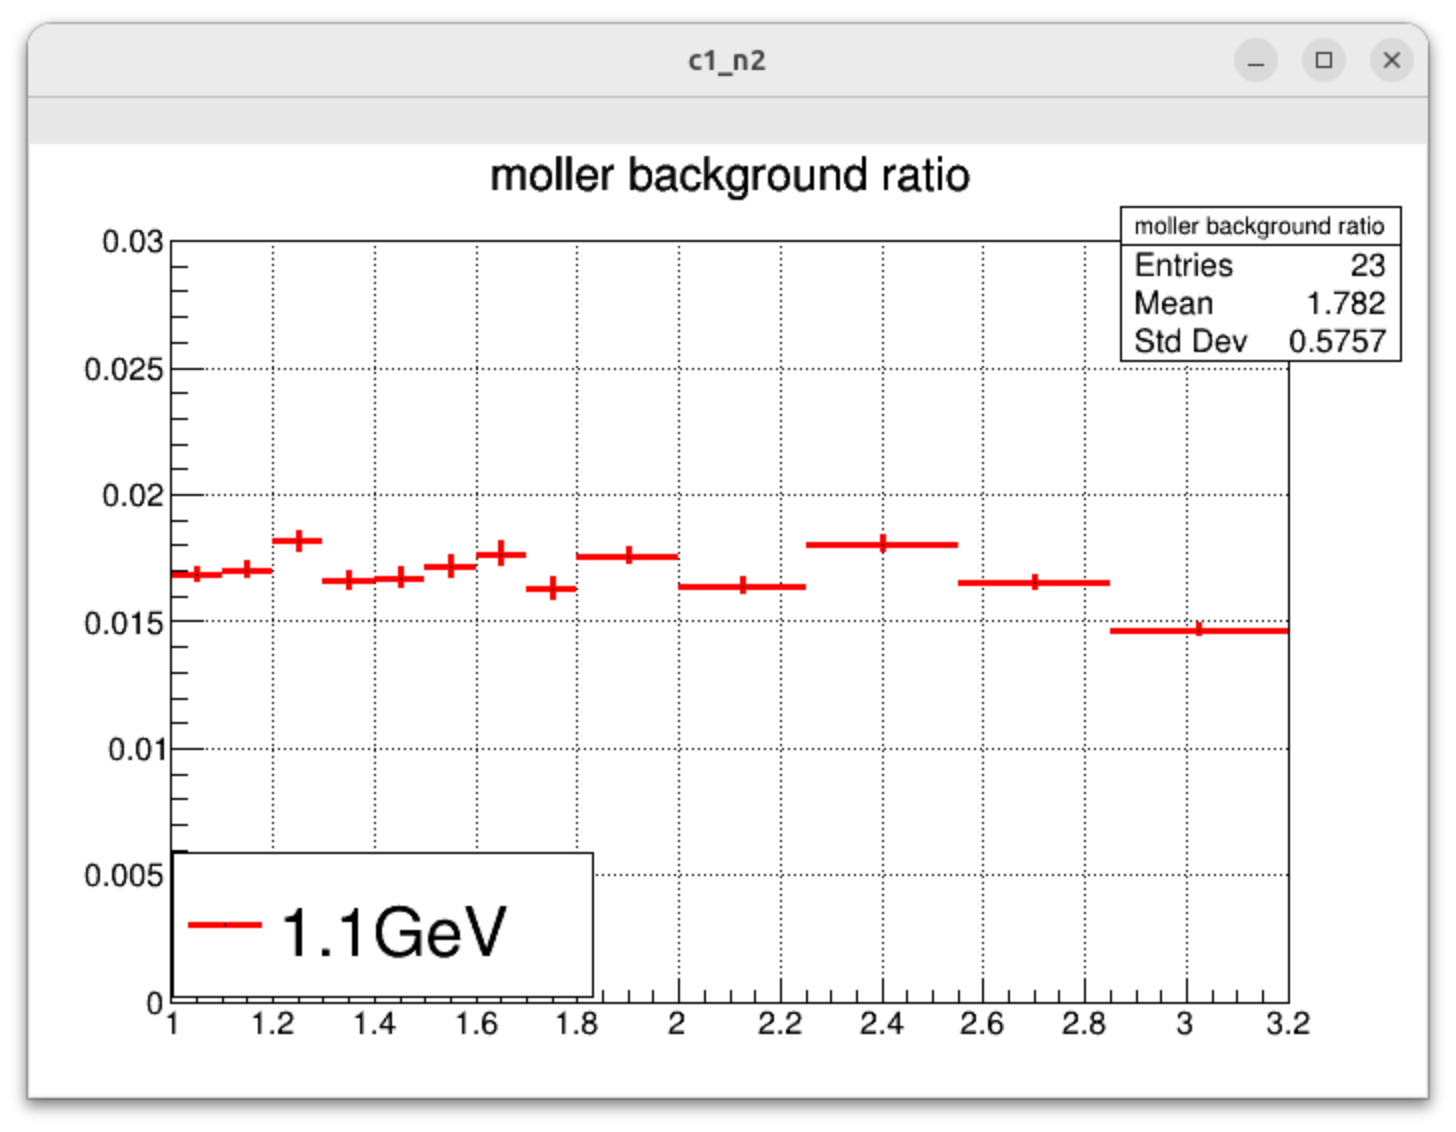 c1_n2
moller background ratio
moller background ratio
Entries 23
Mean 1.782
Std Dev 0.5757
0.03
0.025
0.02
0.015
0.01
0.005
0
1.1GeV
1 1.2 1.4 1.6 1.8 2 2.2 2.4 2.6 2.8 3 3.2